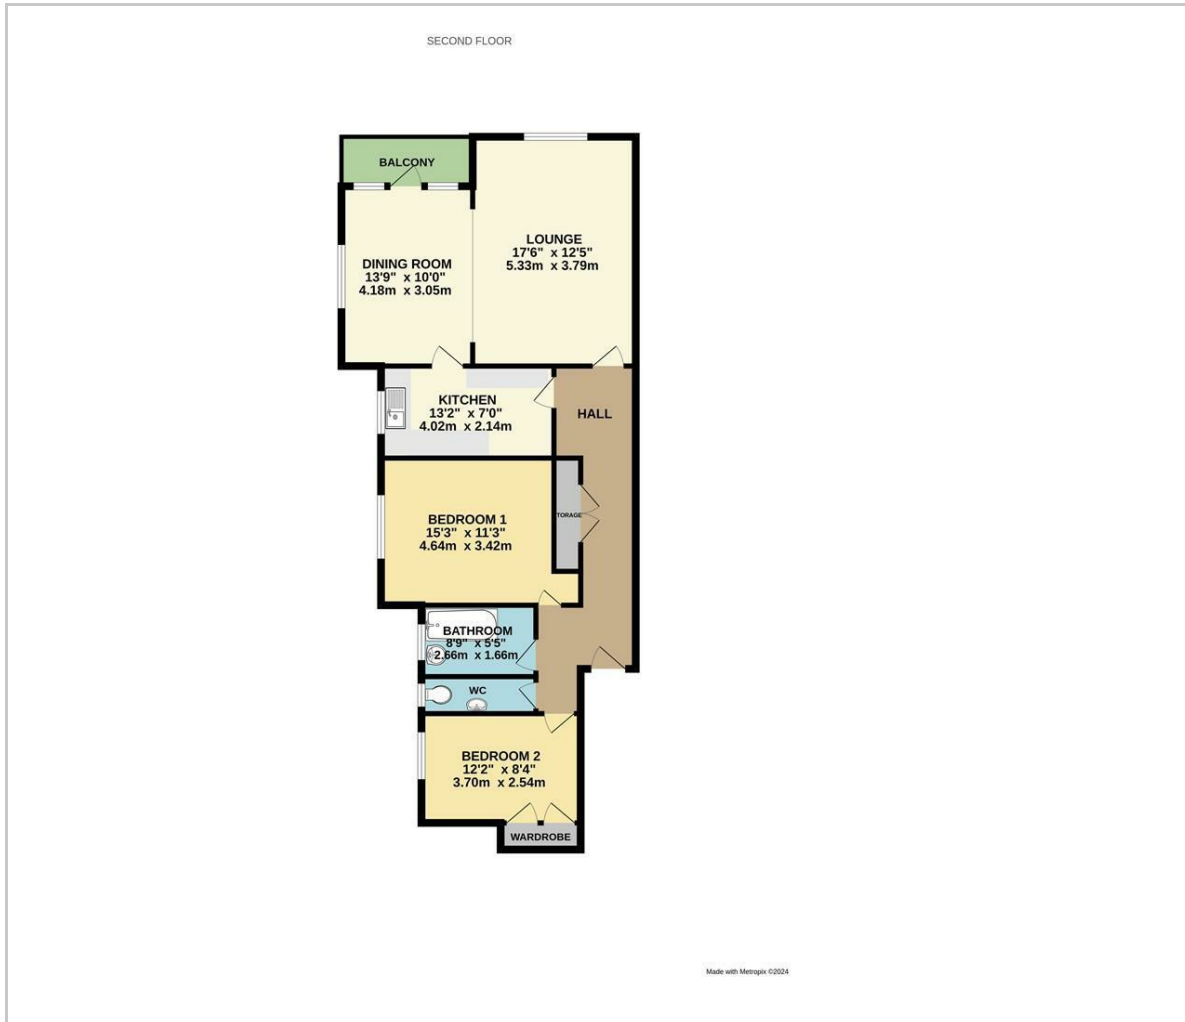 SECOND FLOOR
BALCONY
LOUNGE
17'6" x 12'5"
5.33m x 3.79m
DINING ROOM
13'9" x 10'0"
4.18m x 3.05m
KITCHEN
13'2" x 7'0"
4.02m x 2.14m
HALL
BEDROOM 1
15'3" x 11'3"
4.64m x 3.42m
TORAGE
BATHROOM
8'9" x 5'5"
2.66m x 1.66m
WC
BEDROOM 2
12'2" x 8'4"
3.70m x 2.54m
WARDROBE
Made with Metropix ©2024